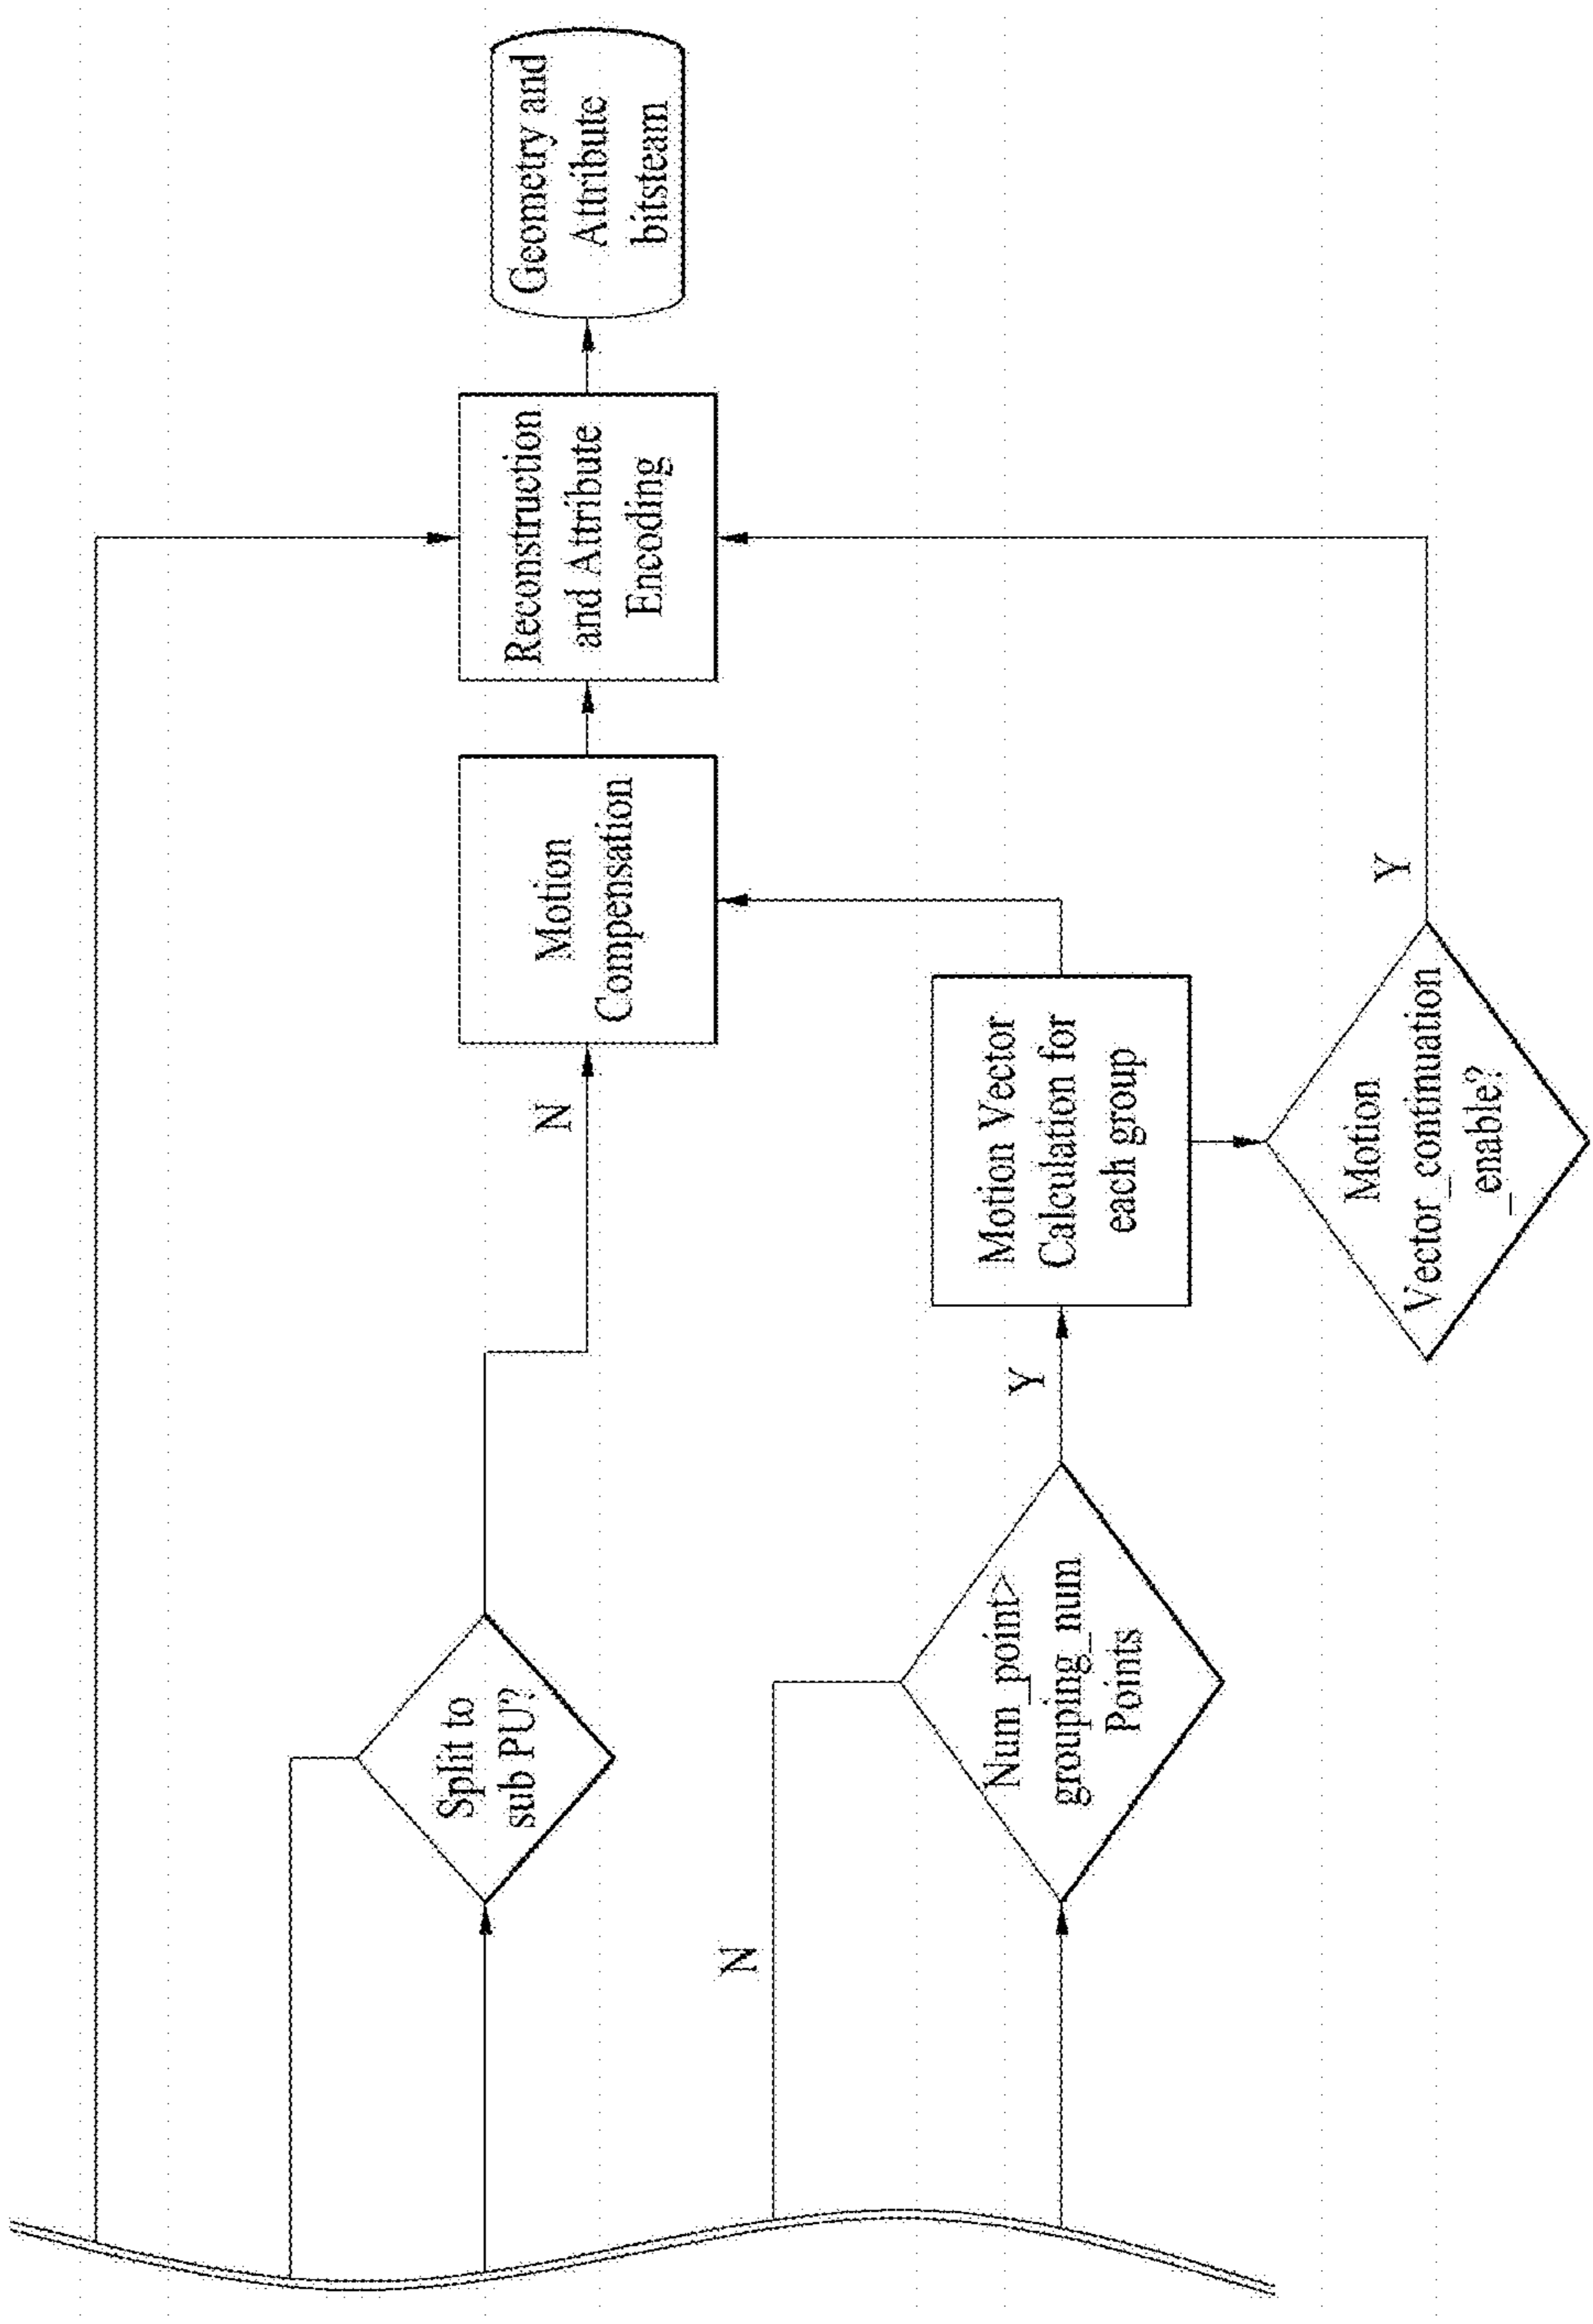 Split to
sub PU?
N
Motion
Compensation
Reconstruction
and Attribute
Encoding
Geometry and
Attribute
bitsteam
N
Num_point>
grouping_num
Points
Y
Motion Vector
Calculation for
each group
Motion
Vector_continuation
_enable?
Y